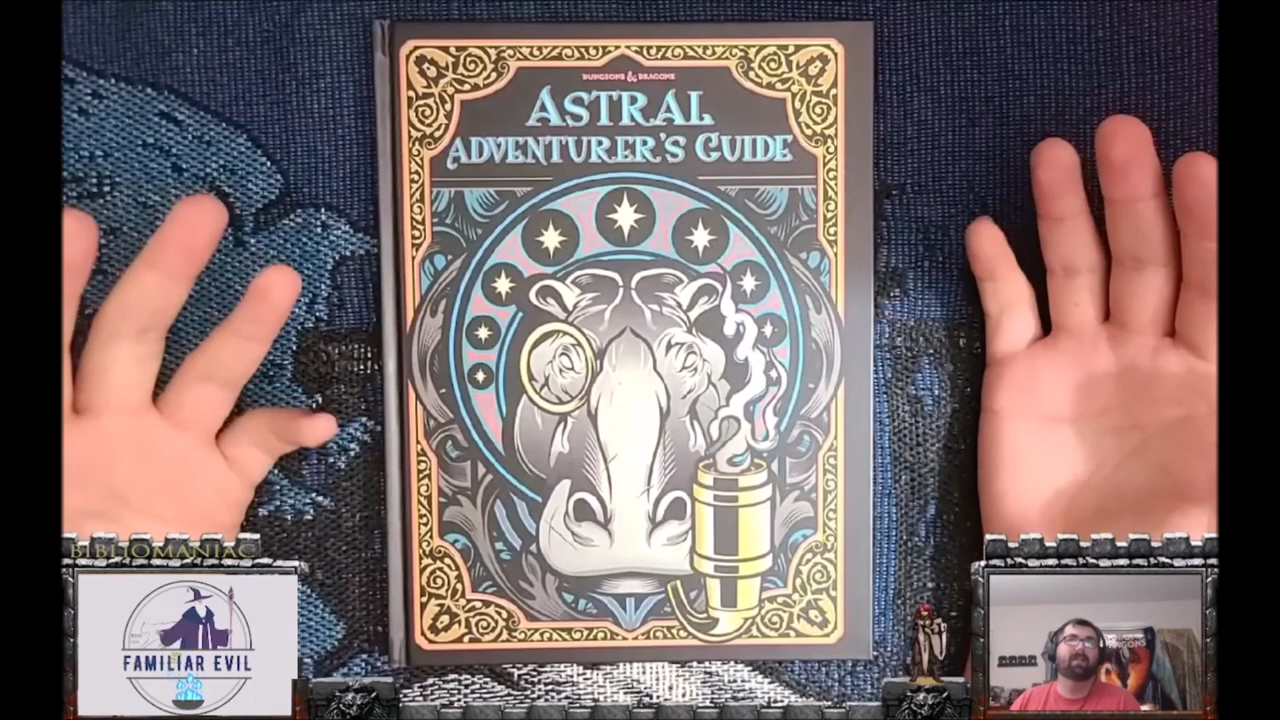 DUNGEONS & DRAGONS
ASTRAL
ADVENTURER'S GUIDE
BIBLIOMANIAC
FAMILIAR EVIL